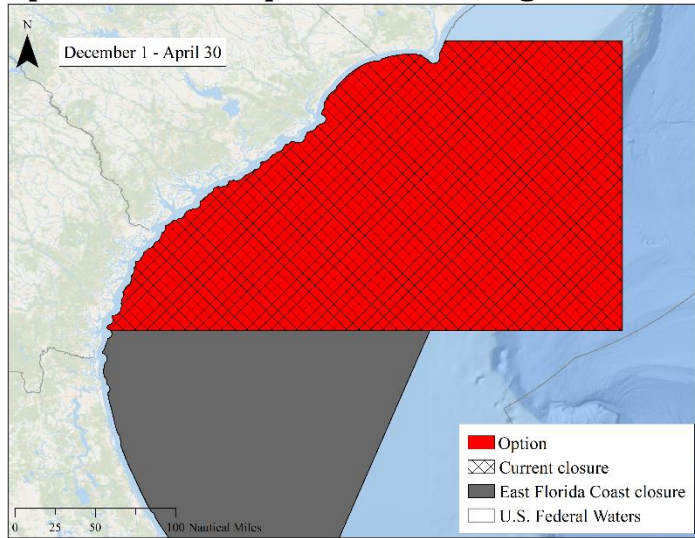 N
December 1 - April 30
Option
Current closure
East Florida Coast closure
U.S. Federal Waters
0 25 50 100 Nautical Miles